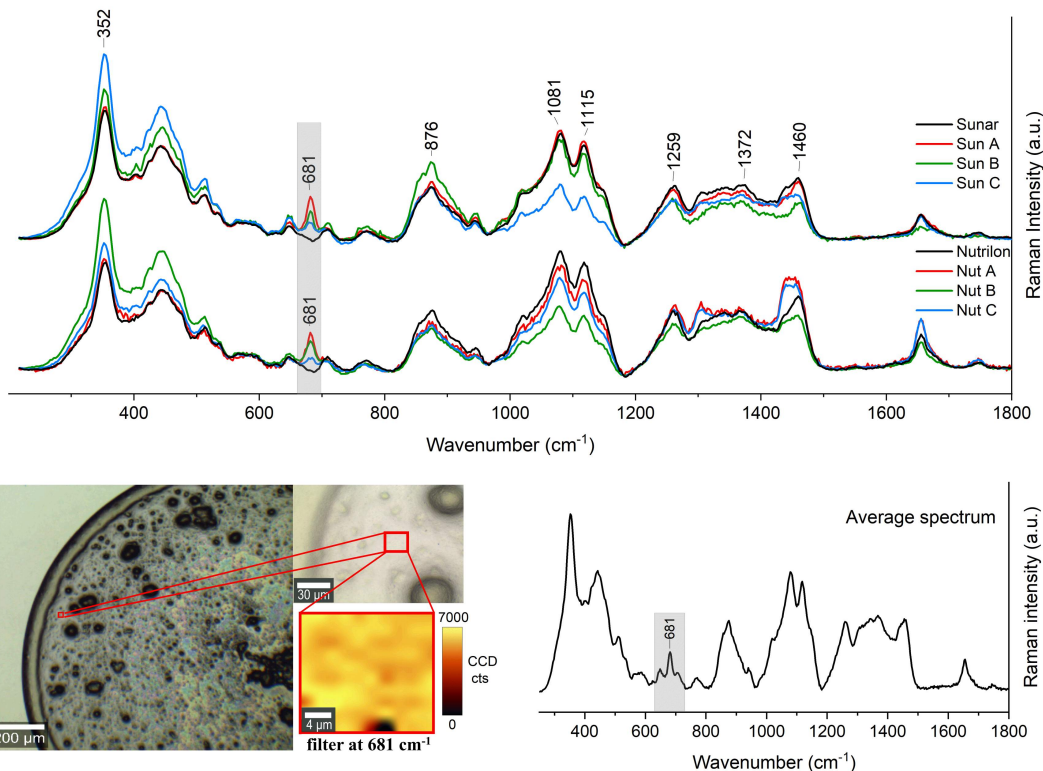 352
681
876
1081
1115
1259
1372
1460
Sunar
Sun A
Sun B
Sun C
681
Nutrilon
Nut A
Nut B
Nut C
Raman Intensity (a.u.)
400 600 800 1000 1200 1400 1600 1800
Wavenumber (cm-1)
200 µm
30 µm
7000
CCD
cts
0
4 µm
filter at 681 cm-1
Average spectrum
681
Raman intensity (a.u.)
400 600 800 1000 1200 1400 1600 1800
Wavenumber (cm-1)